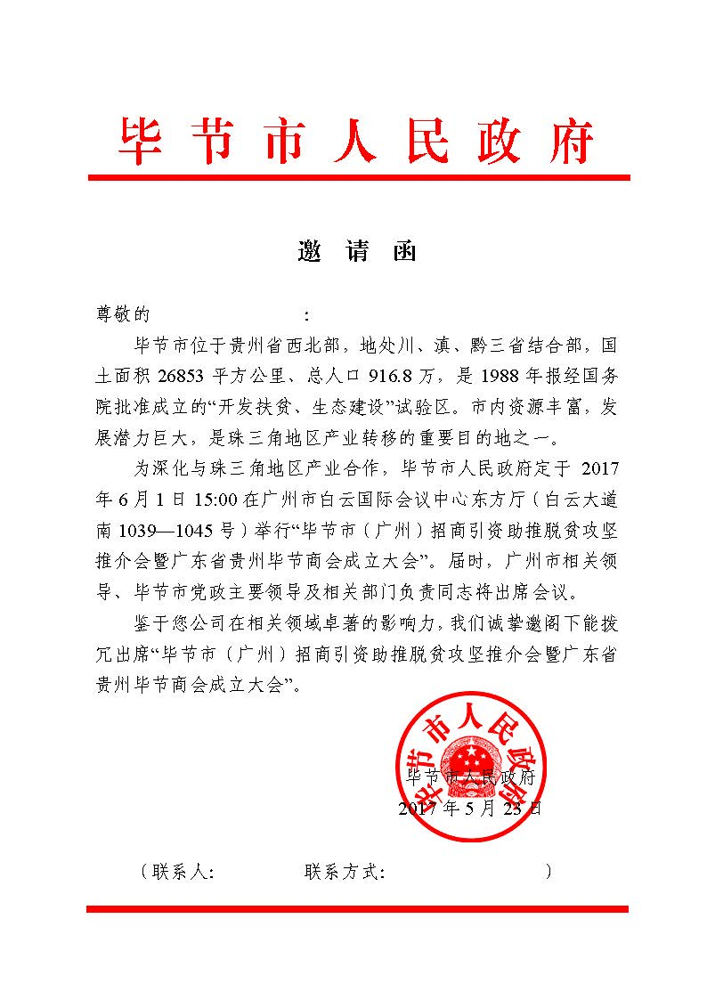 毕节市人民政府
邀请函
尊敬的 :
毕节市位于贵州省西北部，地处川、滇、黔三省结合部，国
土面积 26853 平方公里、总人口 916.8 万，是 1988 年报经国务
院批准成立的“开发扶贫、生态建设”试验区。市内资源丰富，发
展潜力巨大，是珠三角地区产业转移的重要目的地之一。
为深化与珠三角地区产业合作，毕节市人民政府定于 2017
年 6 月 1 日 15:00 在广州市白云国际会议中心东方厅（白云大道
南 1039—1045 号）举行“毕节市（广州）招商引资助推脱贫攻坚
推介会暨广东省贵州毕节商会成立大会”。届时，广州市相关领
导、毕节市党政主要领导及相关部门负责同志将出席会议。
鉴于您公司在相关领域卓著的影响力，我们诚挚邀阁下能拨
冗出席“毕节市（广州）招商引资助推脱贫攻坚推介会暨广东省
贵州毕节商会成立大会”。
毕节市人民政府
毕节市人民政府
2017 年 5 月 23 日
（联系人: 联系方式: ）